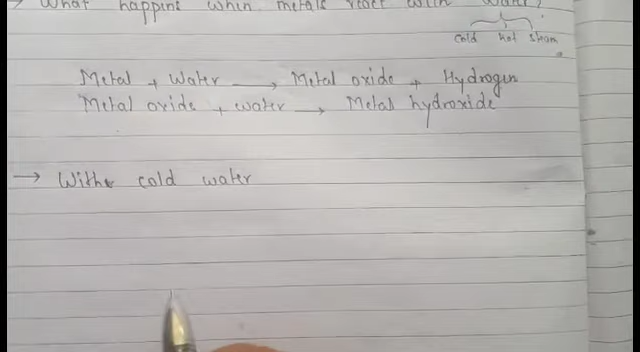 → What happens when metals react with water?
cold hot steam
Metal + Water → Metal oxide + Hydrogen
Metal oxide + water → Metal hydroxide
→ With cold water